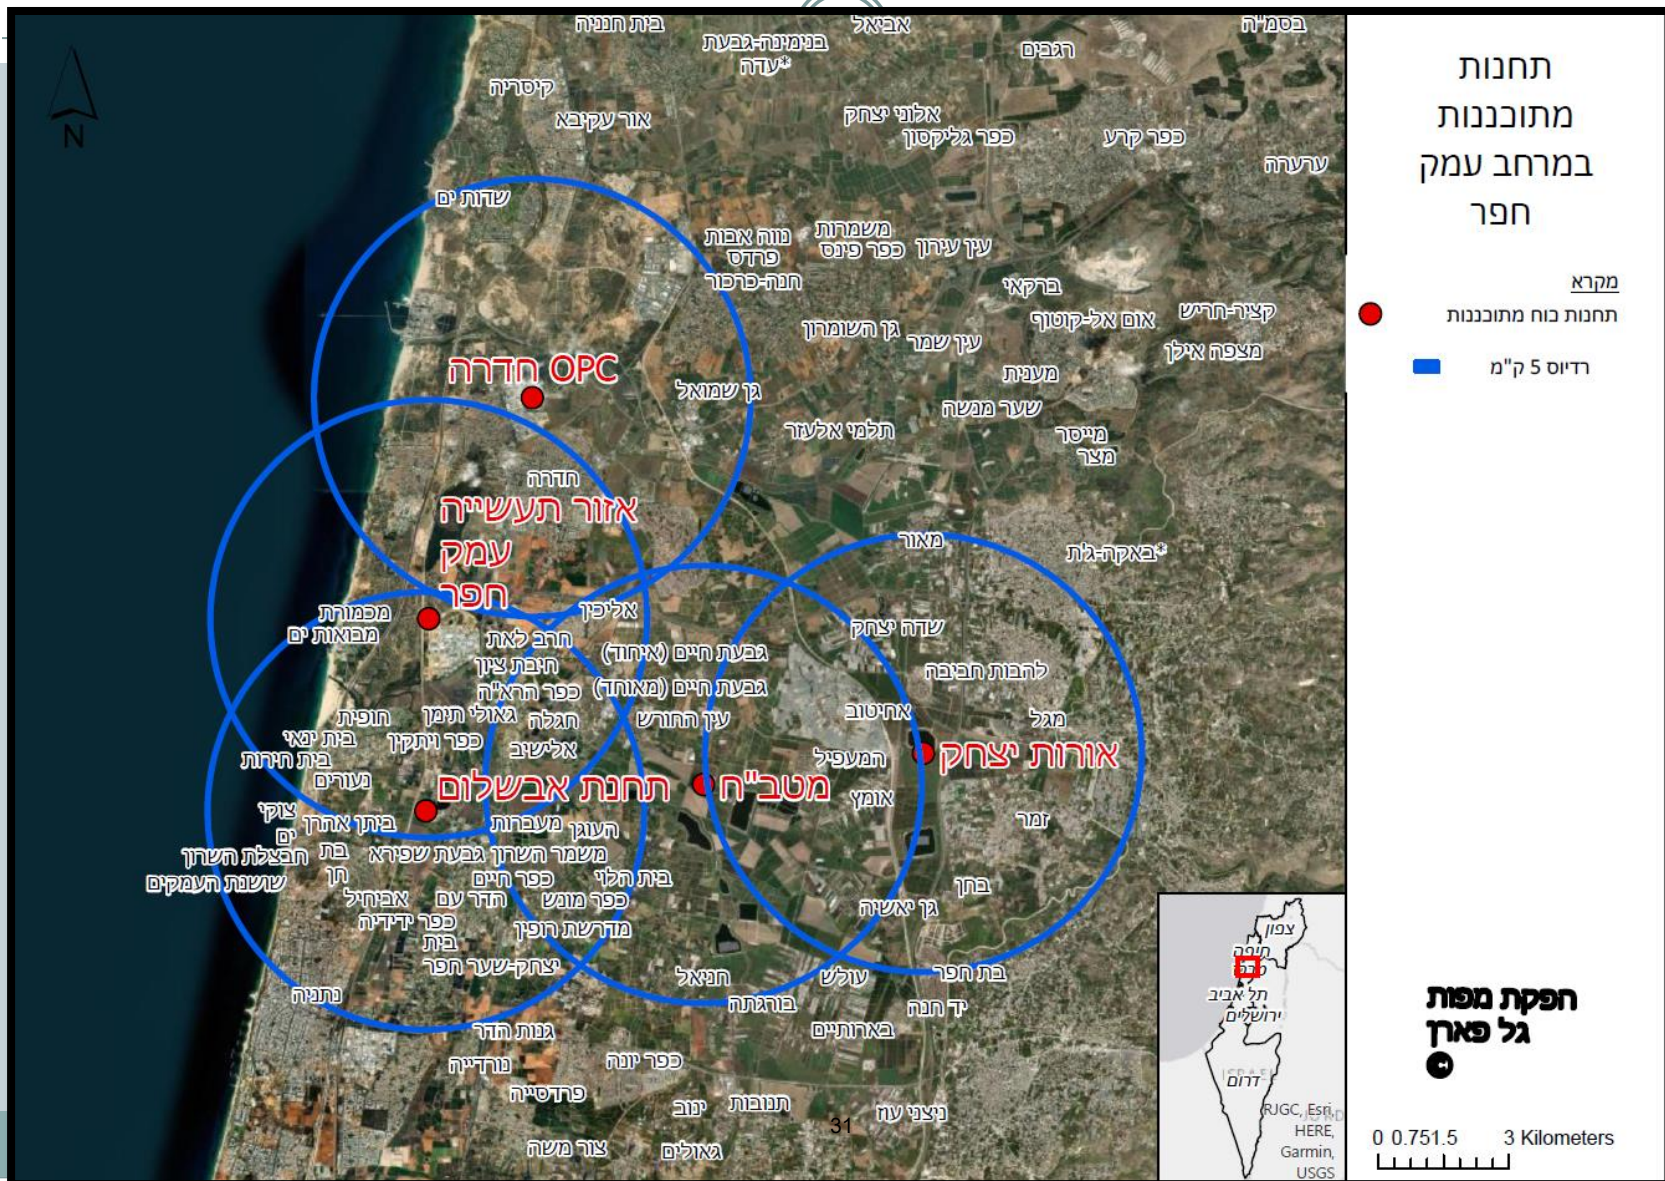 תחנות
מתוכננות
במרחב עמק
חפר
מקרא
תחנות כוח מתוכננות
רדיוס 5 ק"מ
N
בית חנניה
אביאל
בסמ"ה
בנימינה-גבעת
עדה*
רגבים
קיסריה
אור עקיבא
אלוני יצחק
כפר גליקסון
כפר קרע
ערערה
שדות ים
נווה אבות
פרדס
חנה-כרכור
משמרות
כפר פינס
עין עירון
ברקאי
קציר-חריש
אום אל-קוטוף
גן השומרון
עין שמר
מצפה אילן
OPC חדרה
מענית
גן שמואל
שער מנשה
תלמי אלעזר
מייסר
מצר
חדרה
אזור תעשייה
עמק
חפר
מאור
באקה-ג'ת*
מכמורת
מבואות ים
אליכין
חרב לאת
שדה יצחק
גבעת חיים (איחוד)
חיבת ציון
להבות חביבה
כפר הרא"ה
גבעת חיים (מאוחד)
חופית
גאולי תימן
חגלה
עין החורש
אחיטוב
מגל
בית ינאי
כפר ויתקין
אלישיב
בית חירות
המעפיל
אורות יצחק
נעורים
תחנת אבשלום
מטב"ח
אומץ
צוקי
ים
ביתן אהרן
מעברות
העוגן
זמר
חבצלת השרון
בת
חן
גבעת שפירא
משמר השרון
שושנת העמקים
כפר חיים
בית הלוי
בחן
אביחיל
הדר עם
כפר מונש
גן יאשיה
כפר ידידיה
מדרשת רופין
בית
יצחק-שער חפר
חניאל
עולש
בת חפר
נתניה
בורגתה
יד חנה
גנות הדר
בארותיים
נורדייה
כפר יונה
פרדסייה
ינוב
תנובות
ניצני עוז
31
צור משה
גאולים
צפון
חיפה
מרכז
תל אביב
ירושלים
דרום
RJGC, Esri,
HERE,
Garmin,
USGS
הפקת מפות
גל פארן
0 0.751.5 3 Kilometers